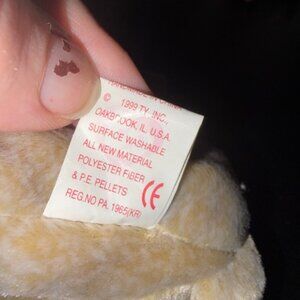 © 1999 TY, INC.,
OAKBROOK, IL. U.S.A.
SURFACE WASHABLE
ALL NEW MATERIAL
POLYESTER FIBER
& P.E. PELLETS CE
REG. NO PA. 1965(KR)